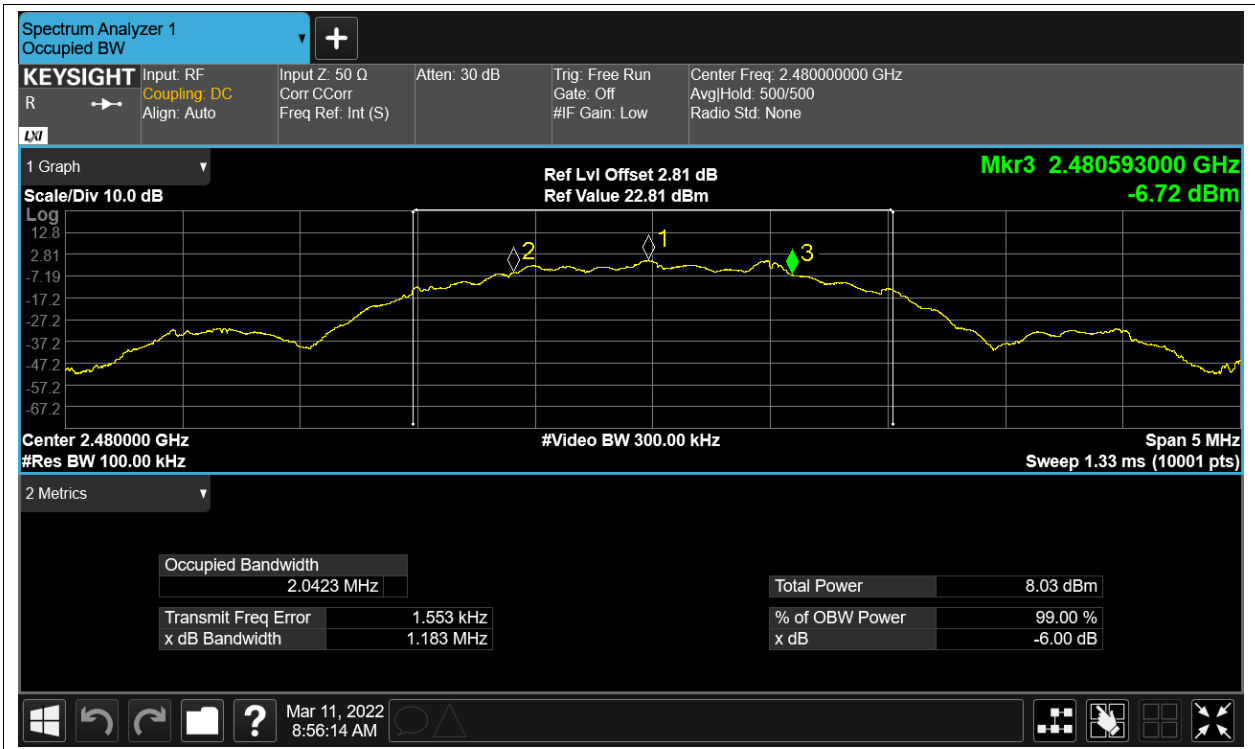 Spectrum Analyzer 1
Occupied BW
KEYSIGHT
R
LXI
Input: RF
Coupling: DC
Align: Auto
Input Z: 50 Ω
Corr CCorr
Freq Ref: Int (S)
Atten: 30 dB
Trig: Free Run
Gate: Off
#IF Gain: Low
Center Freq: 2.480000000 GHz
Avg|Hold: 500/500
Radio Std: None
1 Graph
Scale/Div 10.0 dB
Ref Lvl Offset 2.81 dB
Ref Value 22.81 dBm
Mkr3 2.480593000 GHz
-6.72 dBm
Log
12.8
2.81
-7.19
-17.2
-27.2
-37.2
-47.2
-57.2
-67.2
2
1
3
Center 2.480000 GHz
#Res BW 100.00 kHz
#Video BW 300.00 kHz
Span 5 MHz
Sweep 1.33 ms (10001 pts)
2 Metrics
Occupied Bandwidth
2.0423 MHz
Transmit Freq Error 1.553 kHz
x dB Bandwidth 1.183 MHz
Total Power 8.03 dBm
% of OBW Power 99.00 %
x dB -6.00 dB
?
Mar 11, 2022
8:56:14 AM